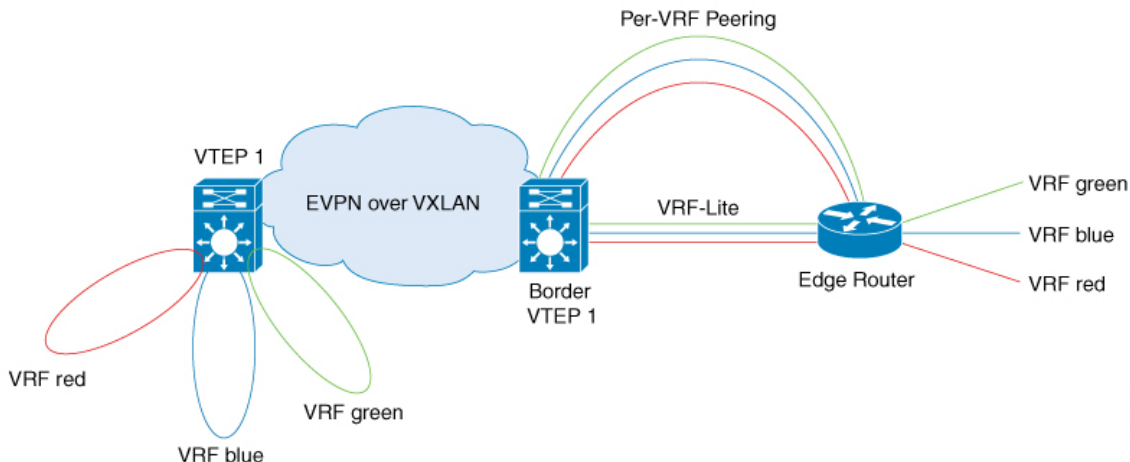 Per-VRF Peering
VTEP 1
EVPN over VXLAN
VRF-Lite
VRF green
VRF blue
VRF red
Edge Router
Border
VTEP 1
VRF red
VRF green
VRF blue